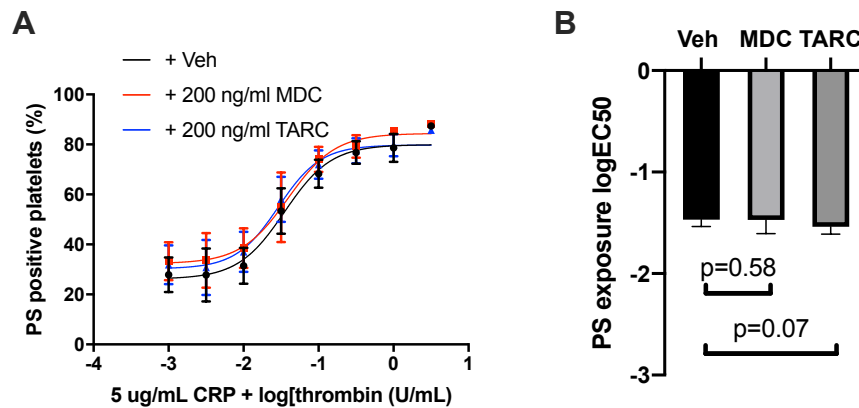 A
+ Veh
+ 200 ng/ml MDC
+ 200 ng/ml TARC
PS positive platelets (%)
100
80
60
40
20
0
-4
-3
-2
-1
0
1
5 ug/mL CRP + log[thrombin (U/mL)
B
Veh MDC TARC
PS exposure logEC50
0
-1
-2
-3
p=0.58
p=0.07